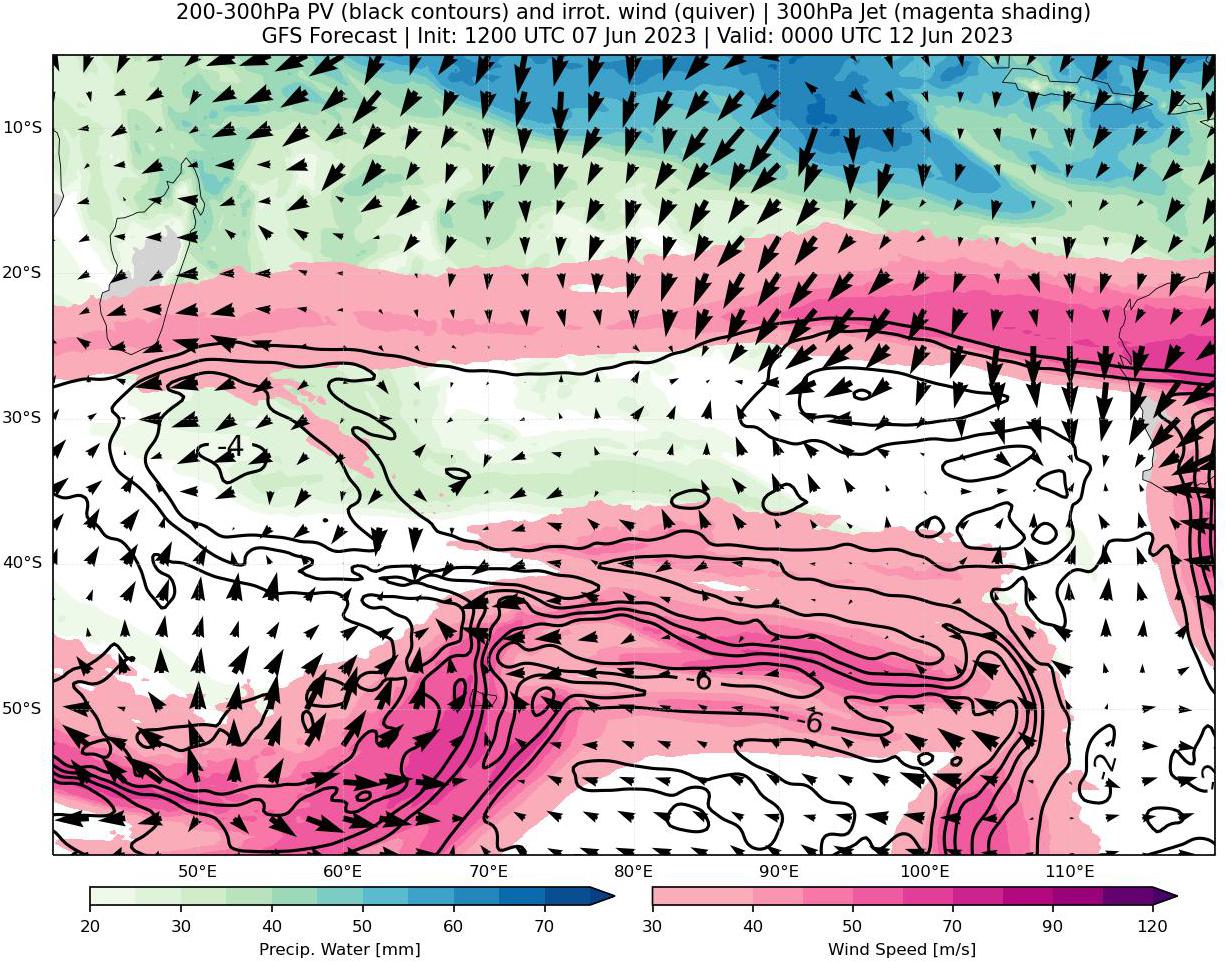 200-300hPa PV (black contours) and irrot. wind (quiver) | 300hPa Jet (magenta shading)
GFS Forecast | Init: 1200 UTC 07 Jun 2023 | Valid: 0000 UTC 12 Jun 2023
10°S
20°S
30°S
-4
40°S
-6
50°S
-6
-2
50°E 60°E 70°E 80°E 90°E 100°E 110°E
20 30 40 50 60 70
30 40 50 70 90 120
Precip. Water [mm]
Wind Speed [m/s]